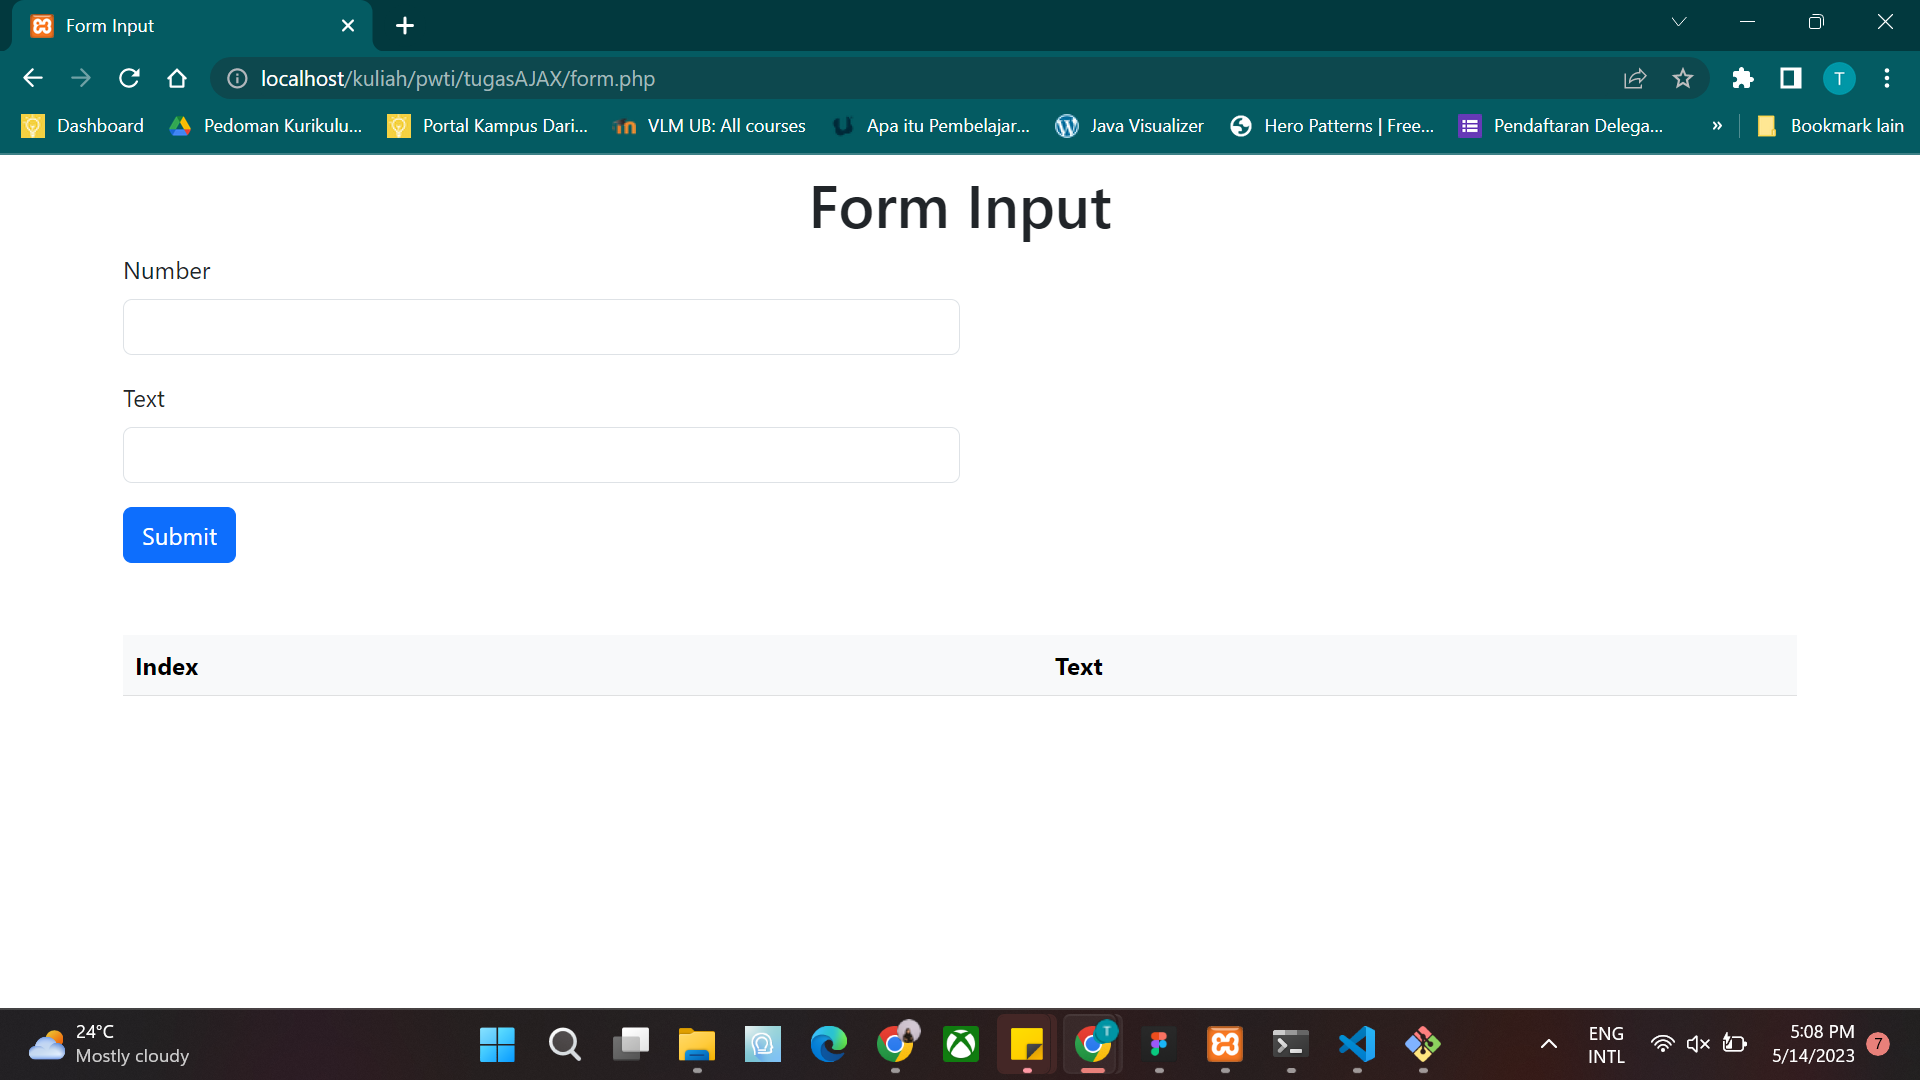 Form Input
localhost/kuliah/pwti/tugasAJAX/form.php
T
Dashboard Pedoman Kurikulu... Portal Kampus Dari... VLM UB: All courses Apa itu Pembelajar... Java Visualizer Hero Patterns | Free... Pendaftaran Delega... » Bookmark lain
Form Input
Number
Text
Submit
Index Text
24°C
Mostly cloudy
T
ENG
INTL
5:08 PM
5/14/2023
7